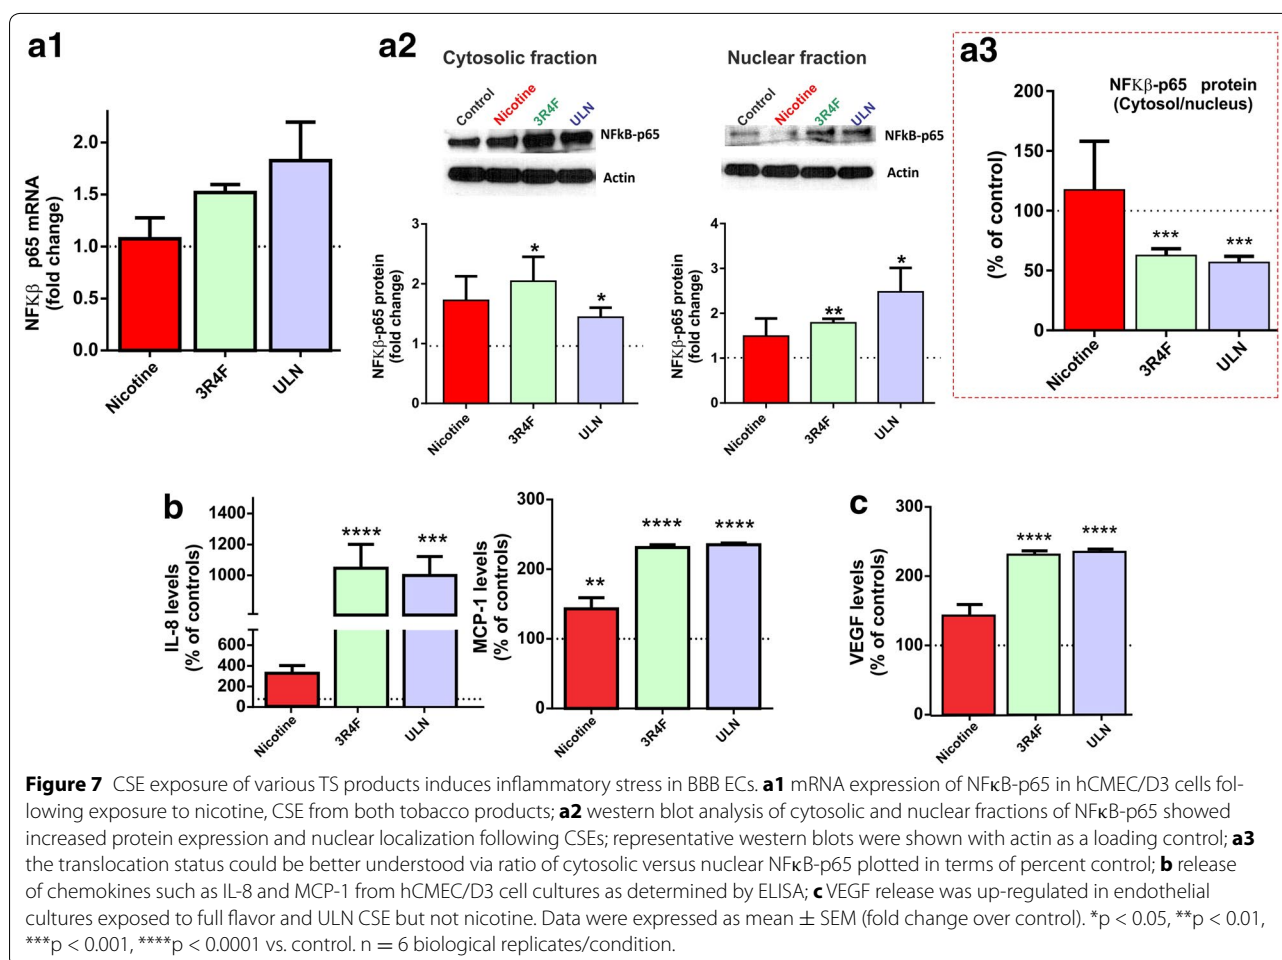 a1
NFKβ p65 mRNA
(fold change)
2.0
1.5
1.0
0.5
0.0
Nicotine
3R4F
ULN
a2
Cytosolic fraction
Control
Nicotine
3R4F
ULN
NFkB-p65
Actin
NFKβ-p65 protein
(fold change)
3
2
1
0
*
*
Nicotine
3R4F
ULN
Nuclear fraction
Control
Nicotine
3R4F
ULN
NFkB-p65
Actin
NFKβ-p65 protein
(fold change)
4
3
2
1
0
**
*
Nicotine
3R4F
ULN
a3
NFKβ-p65 protein
(Cytosol/nucleus)
(% of control)
200
150
100
50
0
***
***
Nicotine
3R4F
ULN
b
IL-8 levels
(% of controls)
1400
1200
1000
600
400
200
0
****
***
Nicotine
3R4F
ULN
MCP-1 levels
(% of controls)
300
200
100
0
**
****
****
Nicotine
3R4F
ULN
c
VEGF levels
(% of controls)
300
200
100
0
****
****
Nicotine
3R4F
ULN
Figure 7 CSE exposure of various TS products induces inflammatory stress in BBB ECs. a1 mRNA expression of NFκB-p65 in hCMEC/D3 cells fol-
lowing exposure to nicotine, CSE from both tobacco products; a2 western blot analysis of cytosolic and nuclear fractions of NFκB-p65 showed
increased protein expression and nuclear localization following CSEs; representative western blots were shown with actin as a loading control; a3
the translocation status could be better understood via ratio of cytosolic versus nuclear NFκB-p65 plotted in terms of percent control; b release
of chemokines such as IL-8 and MCP-1 from hCMEC/D3 cell cultures as determined by ELISA; c VEGF release was up-regulated in endothelial
cultures exposed to full flavor and ULN CSE but not nicotine. Data were expressed as mean ± SEM (fold change over control). *p < 0.05, **p < 0.01,
***p < 0.001, ****p < 0.0001 vs. control. n = 6 biological replicates/condition.